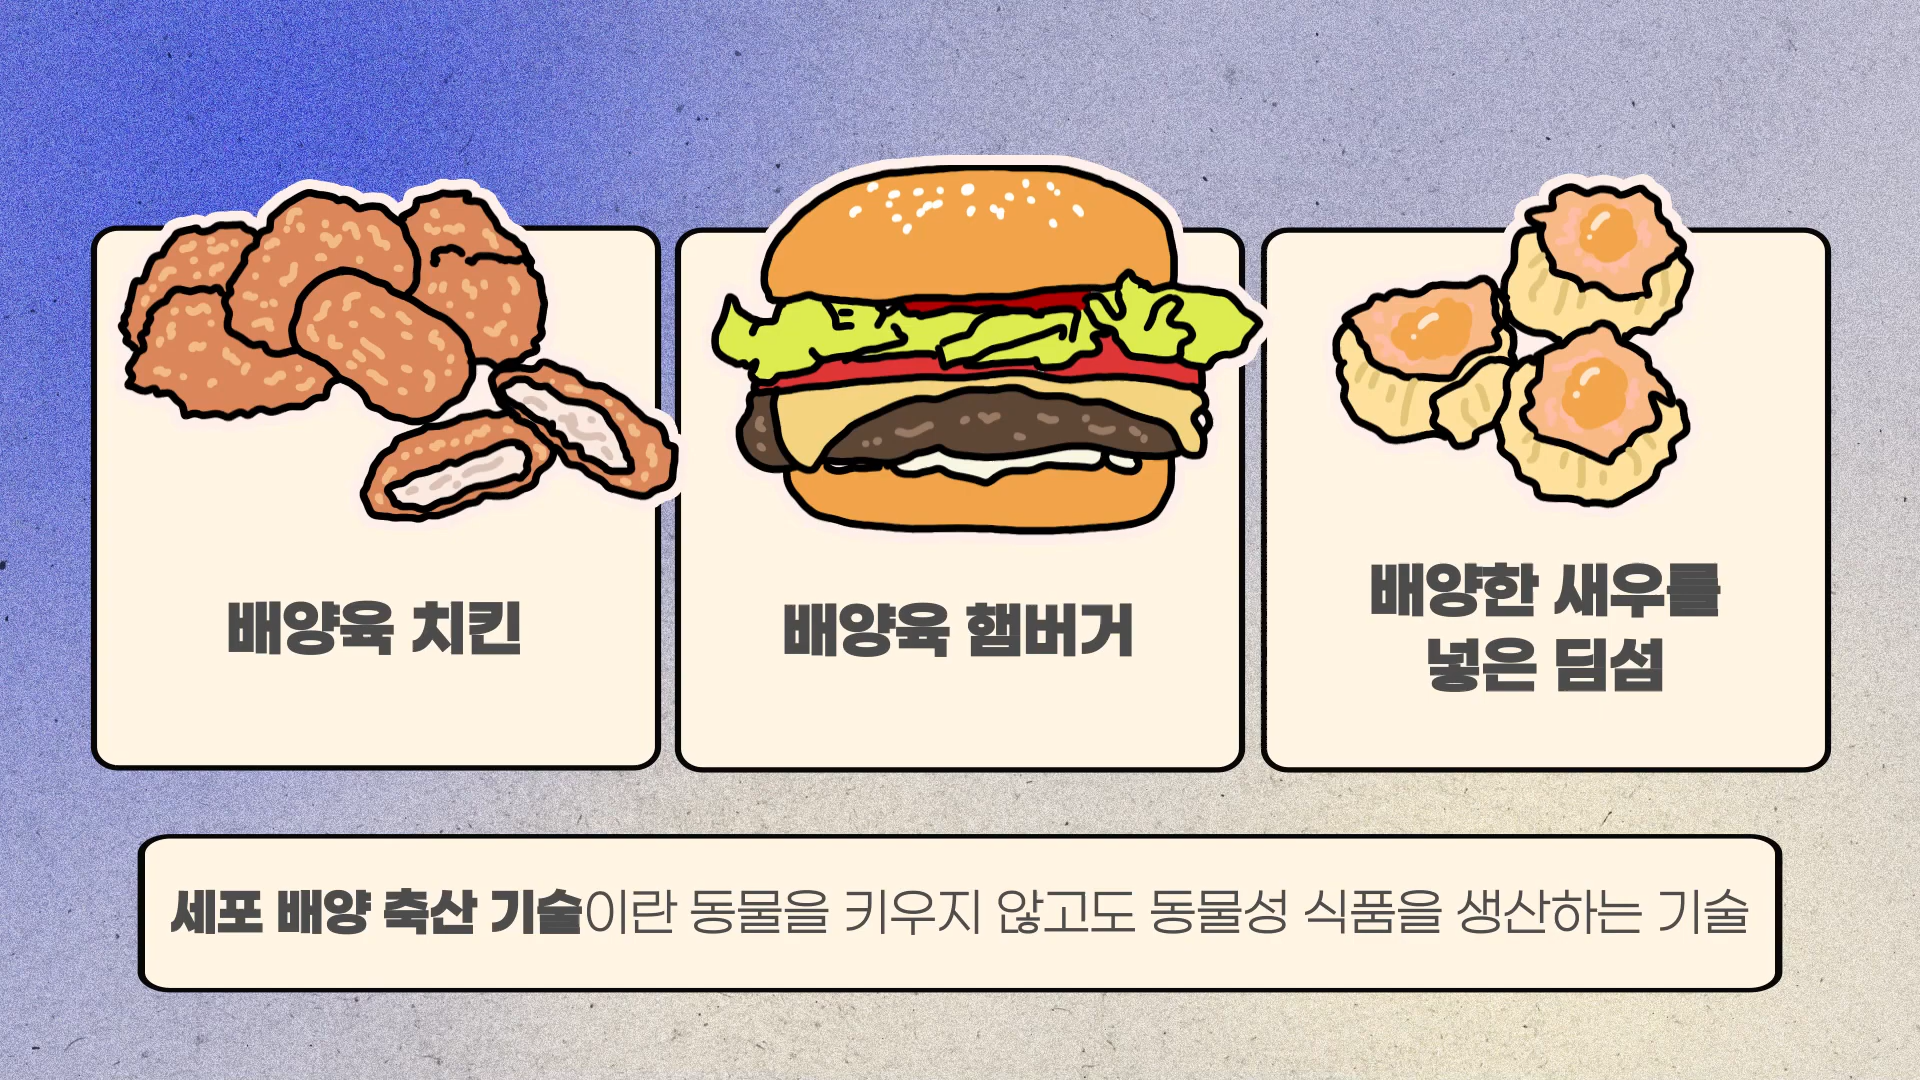 배양육 치킨
배양육 햄버거
배양한 새우를
넣은 딤섬
세포 배양 축산 기술이란 동물을 키우지 않고도 동물성 식품을 생산하는 기술